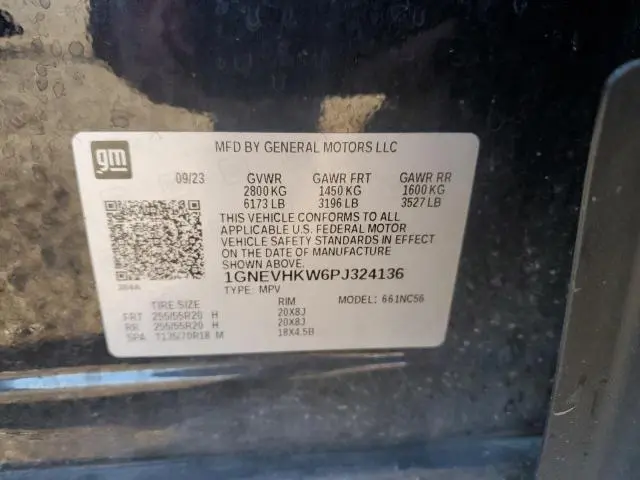 gm
MFD BY GENERAL MOTORS LLC
09/23 GVWR GAWR FRT GAWR RR
2800 KG 1450 KG 1600 KG
6173 LB 3196 LB 3527 LB
THIS VEHICLE CONFORMS TO ALL
APPLICABLE U.S. FEDERAL MOTOR
VEHICLE SAFETY STANDARDS IN EFFECT
ON THE DATE OF MANUFACTURE
SHOWN ABOVE.
1GNEVHKW6PJ324136
TYPE: MPV MODEL: 661NC56
TIRE SIZE RIM
FRT 255/55R20 H 20X8J
RR 255/55R20 H 20X8J
SPA T135/70R18 M 18X4.5B